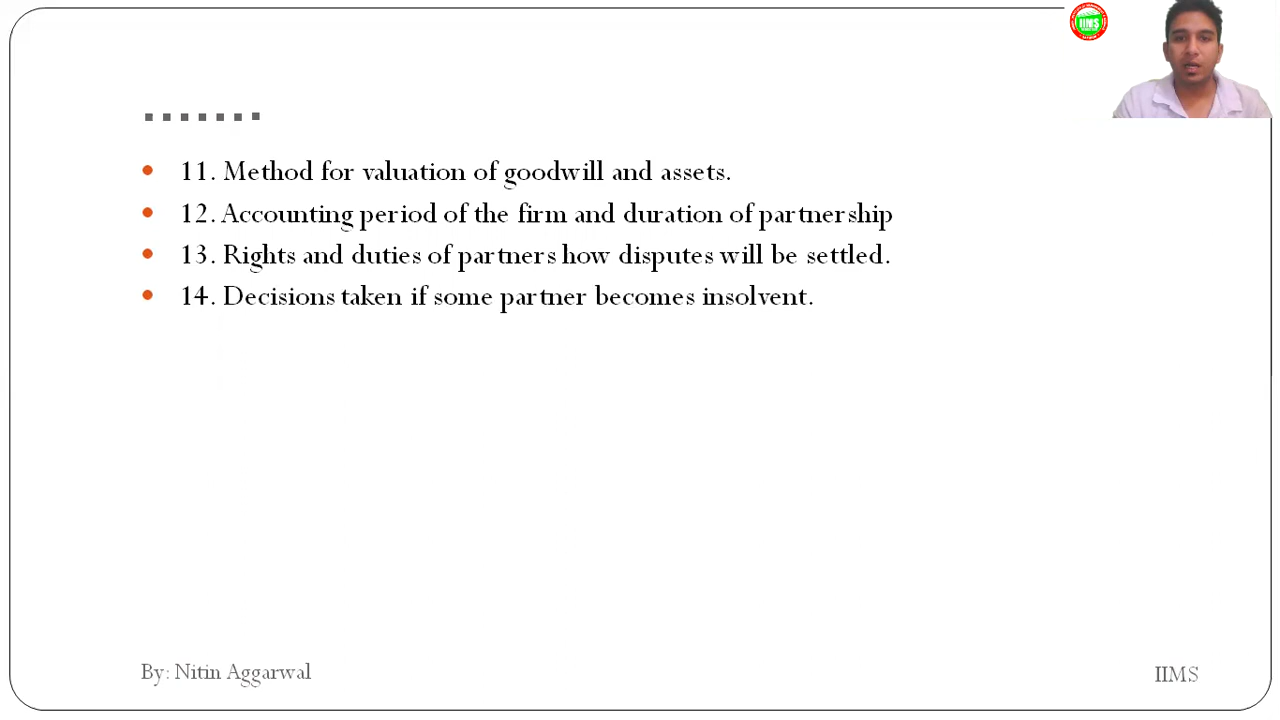 IIMS
.......
11. Method for valuation of goodwill and assets.
12. Accounting period of the firm and duration of partnership
13. Rights and duties of partners how disputes will be settled.
14. Decisions taken if some partner becomes insolvent.
By: Nitin Aggarwal
IIMS